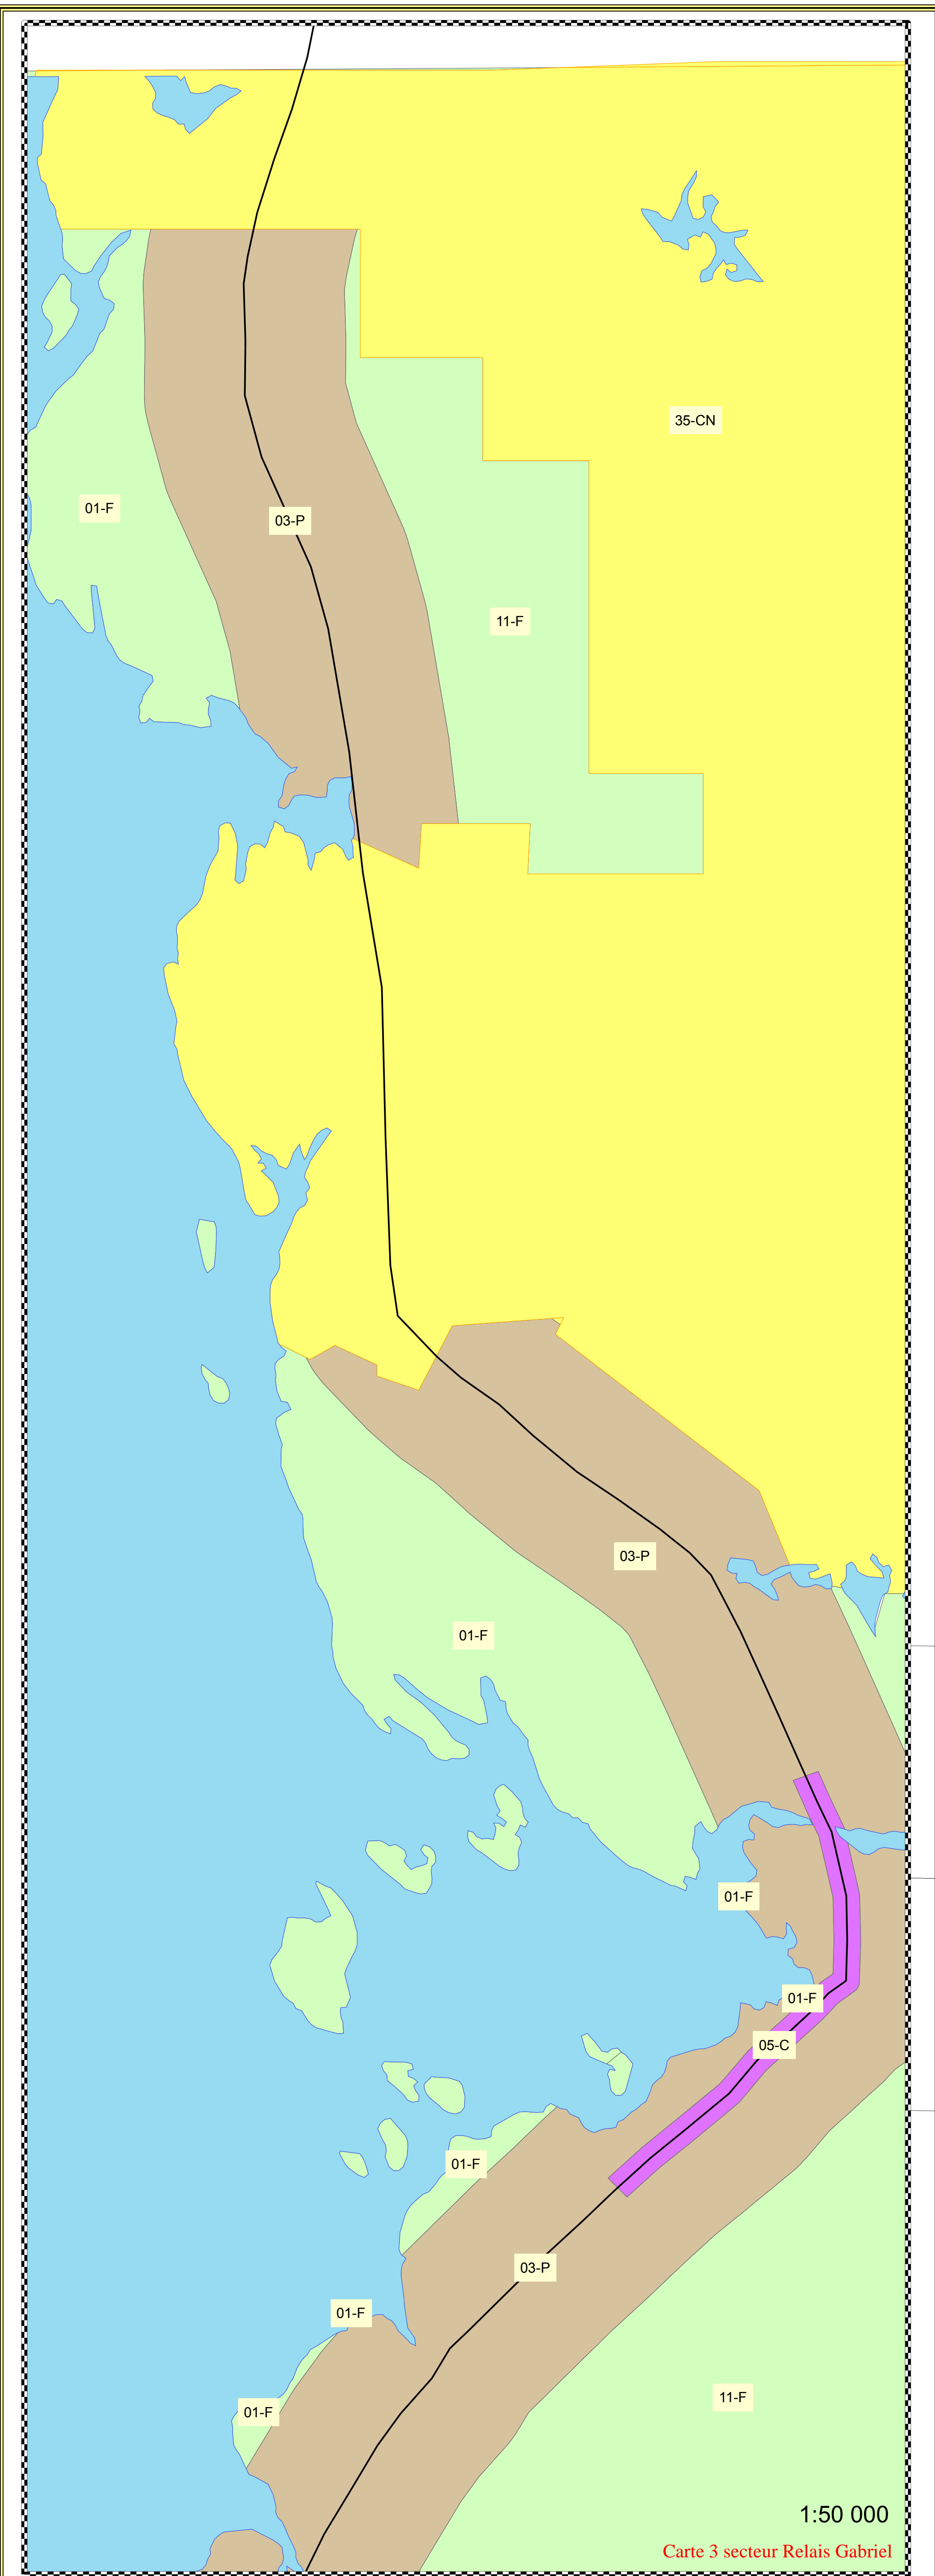 35-CN
01-F
03-P
11-F
03-P
01-F
01-F
01-F
05-C
01-F
03-P
01-F
11-F
01-F
1:50 000
Carte 3 secteur Relais Gabriel